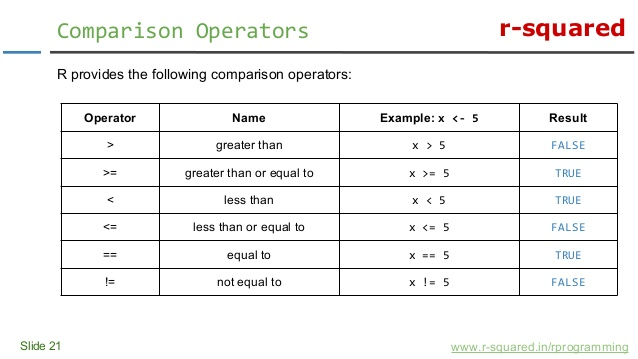 Comparison Operators
r-squared
R provides the following comparison operators:
Operator Name Example: x <- 5 Result
> greater than x > 5 FALSE
>= greater than or equal to x >= 5 TRUE
< less than x < 5 TRUE
<= less than or equal to x <= 5 FALSE
== equal to x == 5 TRUE
!= not equal to x != 5 FALSE
Slide 21
www.r-squared.in/rprogramming